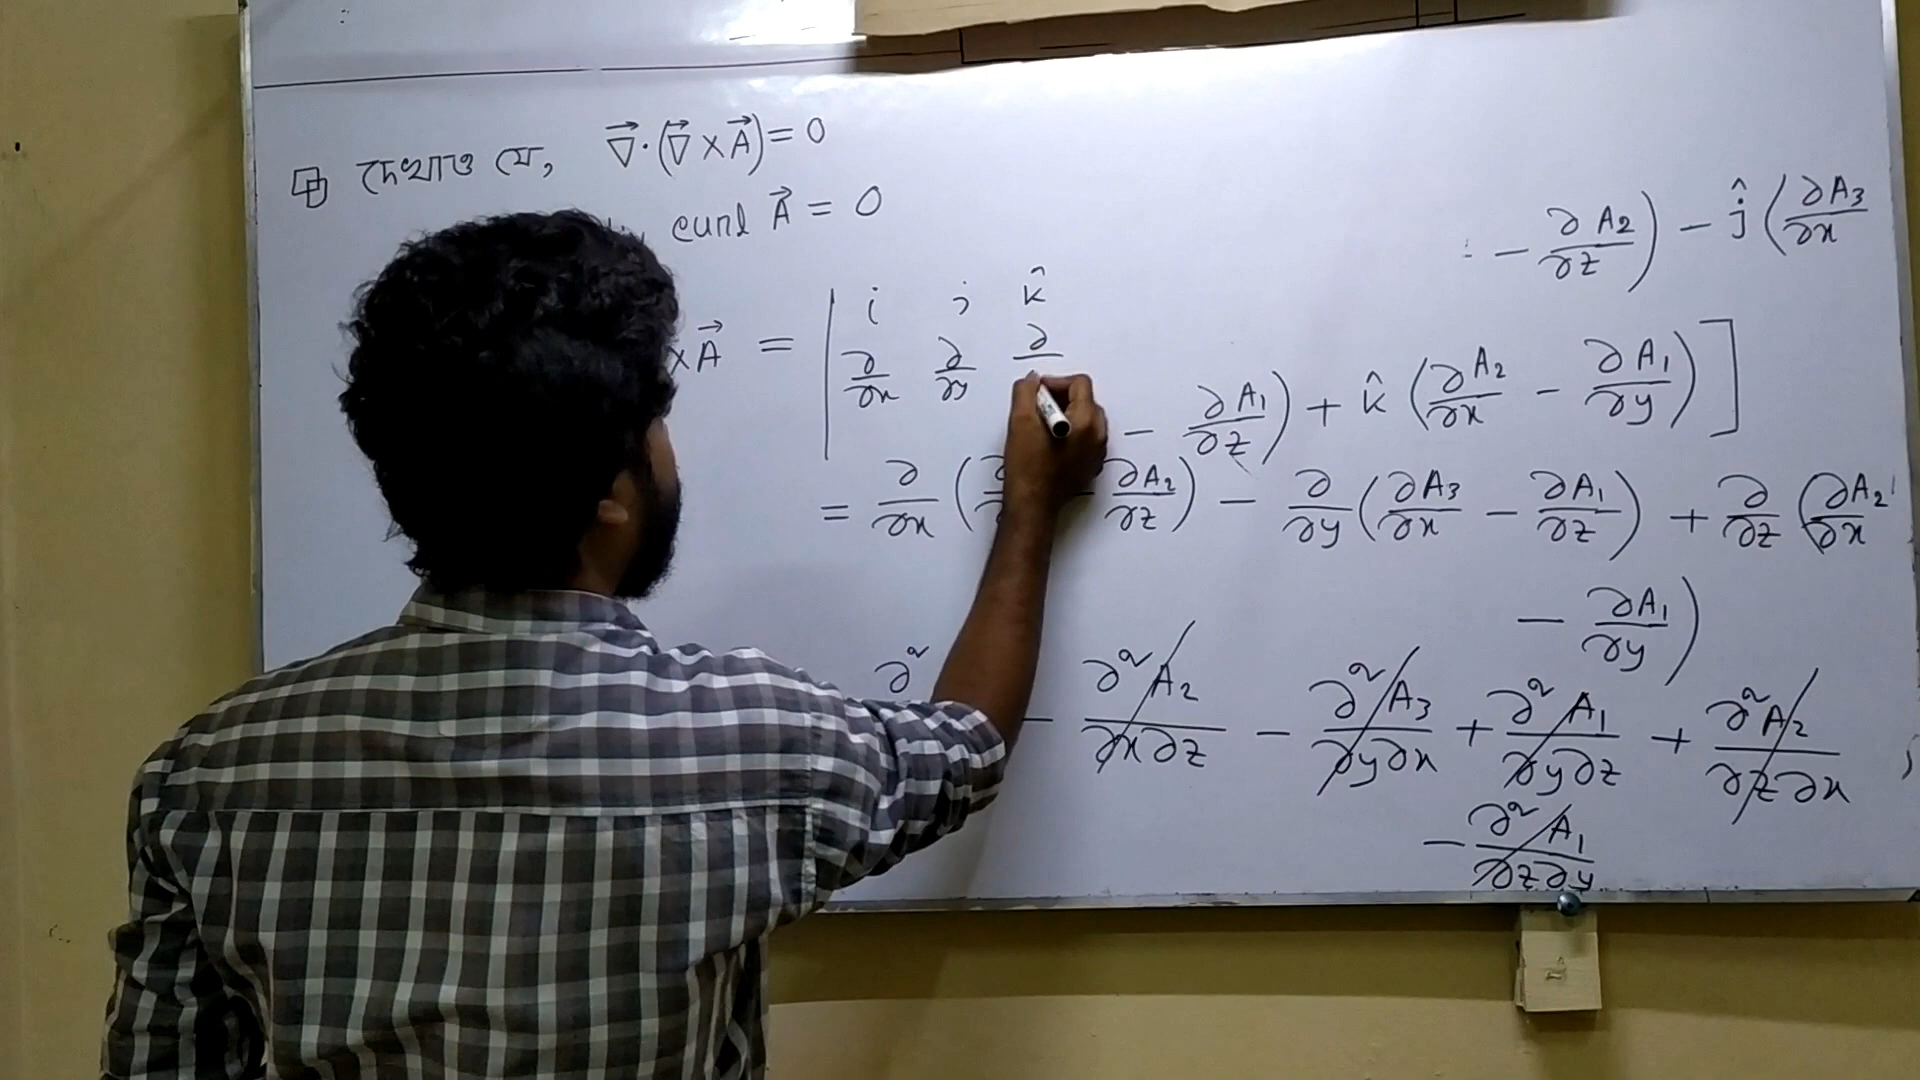 দেখাও যে, ∇⃗·(∇⃗×A⃗)=0
curl A⃗ = 0
- ∂A₂/∂z) - ĵ(∂A₃/∂x
×A⃗ = | i j k̂
∂/∂x ∂/∂y ∂
- ∂A₁/∂z) + k̂(∂A₂/∂x - ∂A₁/∂y)]
= ∂/∂x( - ∂A₂/∂z) - ∂/∂y(∂A₃/∂x - ∂A₁/∂z) + ∂/∂z(∂A₂/∂x
- ∂A₁/∂y)
∂² - ∂²A₂/∂x∂z - ∂²A₃/∂y∂x + ∂²A₁/∂y∂z + ∂²A₂/∂z∂x
- ∂²A₁/∂z∂y